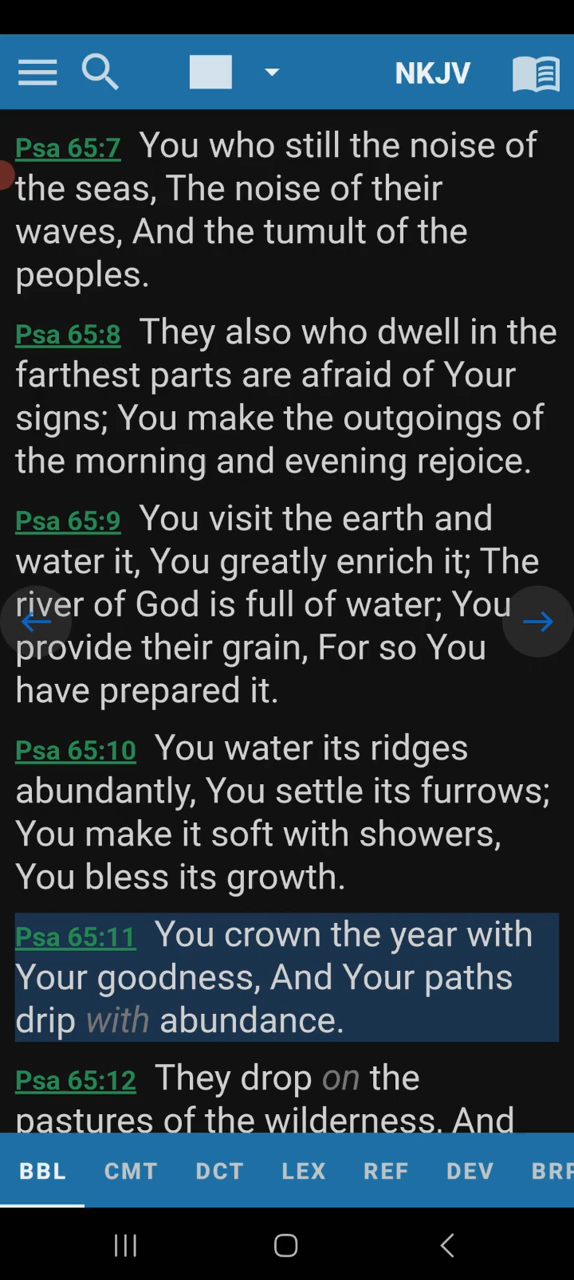 NKJV
Psa 65:7 You who still the noise of
the seas, The noise of their
waves, And the tumult of the
peoples.
Psa 65:8 They also who dwell in the
farthest parts are afraid of Your
signs; You make the outgoings of
the morning and evening rejoice.
Psa 65:9 You visit the earth and
water it, You greatly enrich it; The
river of God is full of water; You
provide their grain, For so You
have prepared it.
Psa 65:10 You water its ridges
abundantly, You settle its furrows;
You make it soft with showers,
You bless its growth.
Psa 65:11 You crown the year with
Your goodness, And Your paths
drip with abundance.
Psa 65:12 They drop on the
pastures of the wilderness, And
BBL CMT DCT LEX REF DEV BRP